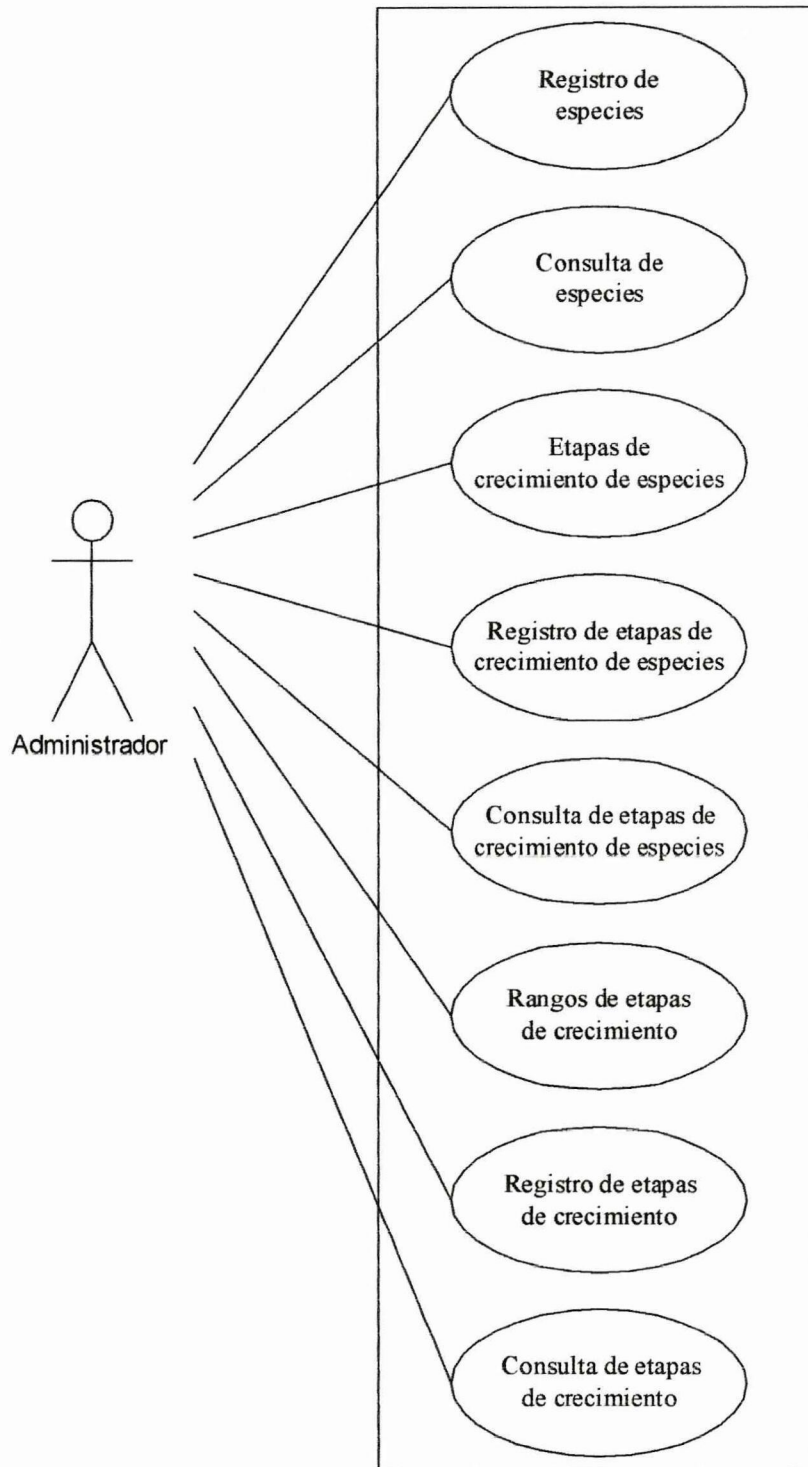 Registro de
especies
Consulta de
especies
Etapas de
crecimiento de especies
Registro de etapas de
crecimiento de especies
Administrador
Consulta de etapas de
crecimiento de especies
Rangos de etapas
de crecimiento
Registro de etapas
de crecimiento
Consulta de etapas
de crecimiento